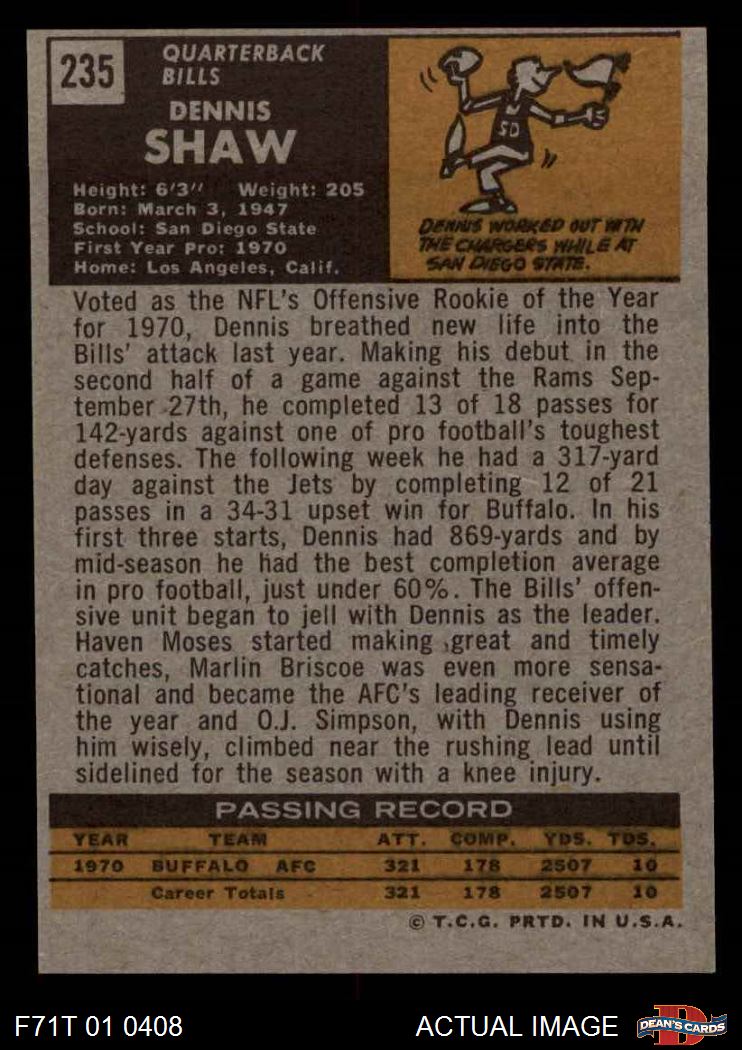 235
QUARTERBACK
BILLS
DENNIS
SHAW
Height: 6'3" Weight: 205
Born: March 3, 1947
School: San Diego State
First Year Pro: 1970
Home: Los Angeles, Calif.
SD
DENNIS WORKED OUT WITH
THE CHARGERS WHILE AT
SAN DIEGO STATE.
Voted as the NFL's Offensive Rookie of the Year
for 1970, Dennis breathed new life into the
Bills' attack last year. Making his debut in the
second half of a game against the Rams Sep-
tember 27th, he completed 13 of 18 passes for
142-yards against one of pro football's toughest
defenses. The following week he had a 317-yard
day against the Jets by completing 12 of 21
passes in a 34-31 upset win for Buffalo. In his
first three starts, Dennis had 869-yards and by
mid-season he had the best completion average
in pro football, just under 60%. The Bills' offen-
sive unit began to jell with Dennis as the leader.
Haven Moses started making great and timely
catches, Marlin Briscoe was even more sensa-
tional and became the AFC's leading receiver of
the year and O.J. Simpson, with Dennis using
him wisely, climbed near the rushing lead until
sidelined for the season with a knee injury.
PASSING RECORD
YEAR TEAM ATT. COMP. YDS. TDS.
1970 BUFFALO AFC 321 178 2507 10
Career Totals 321 178 2507 10
© T.C.G. PRTD. IN U.S.A.
F71T 01 0408 ACTUAL IMAGE DEAN'S CARDS